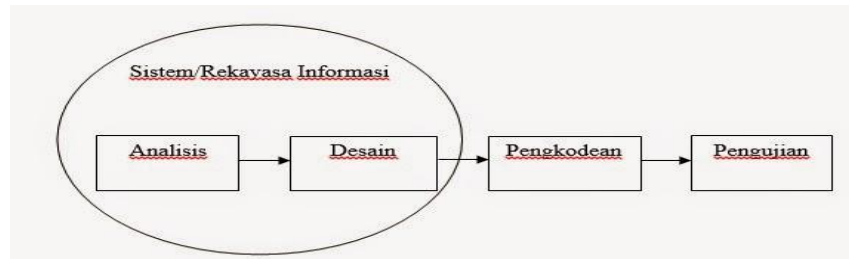 Sistem/Rekayasa Informasi
Analisis
Desain
Pengkodean
Pengujian